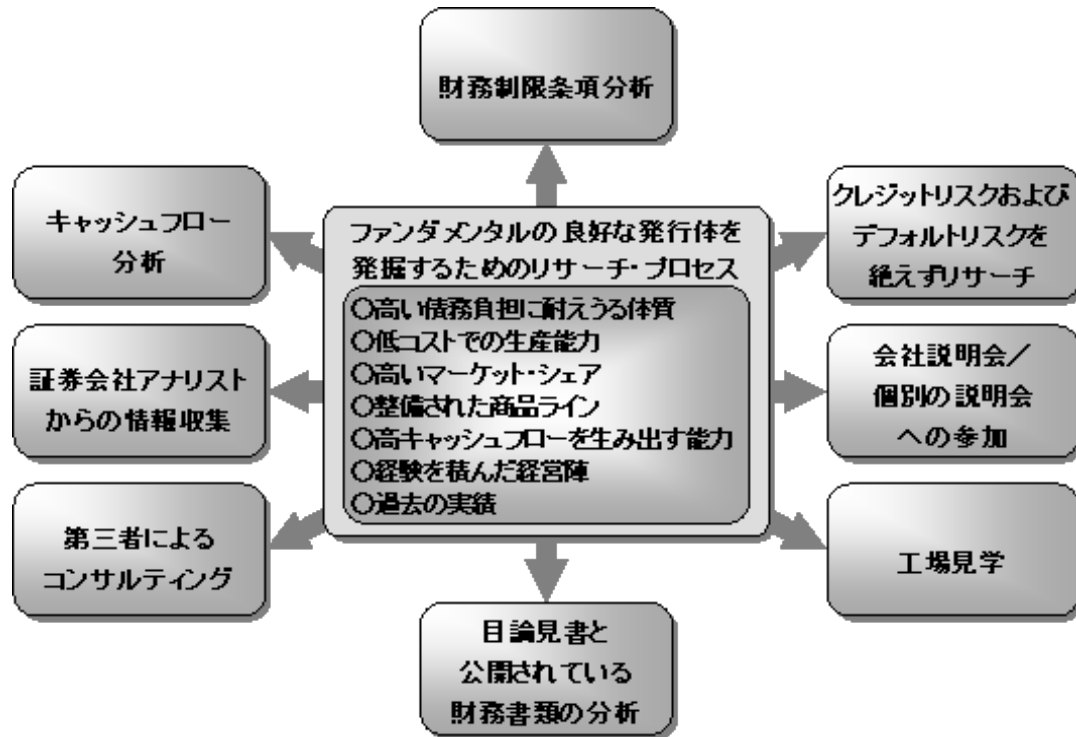 財務制限条項分析
キャッシュフロー
分析
クレジットリスクおよび
デフォルトリスクを
絶えずリサーチ
ファンダメンタルの良好な発行体を
発掘するためのリサーチ・プロセス
○高い債務負担に耐えうる体質
○低コストでの生産能力
○高いマーケット・シェア
○整備された商品ライン
○高キャッシュフローを生み出す能力
○経験を積んだ経営陣
○過去の実績
証券会社アナリスト
からの情報収集
会社説明会／
個別の説明会
への参加
第三者による
コンサルティング
工場見学
目論見書と
公開されている
財務書類の分析